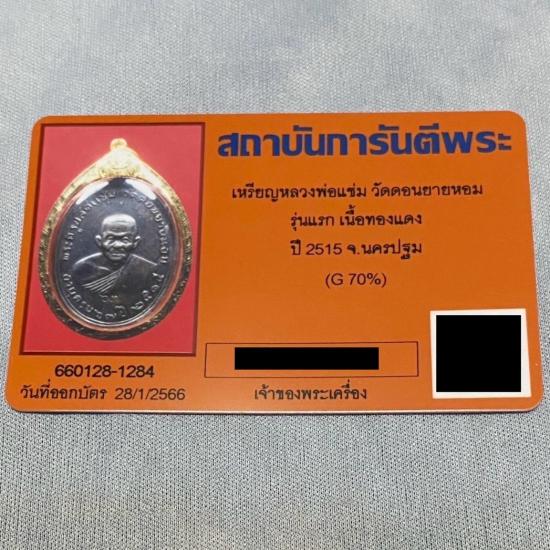 สถาบันการันตีพระ
เหรียญหลวงพ่อแช่ม วัดดอนยายหอม
รุ่นแรก เนื้อทองแดง
ปี 2515 จ.นครปฐม
(G 70%)
660128-1284
วันที่ออกบัตร 28/1/2566
เจ้าของพระเครื่อง